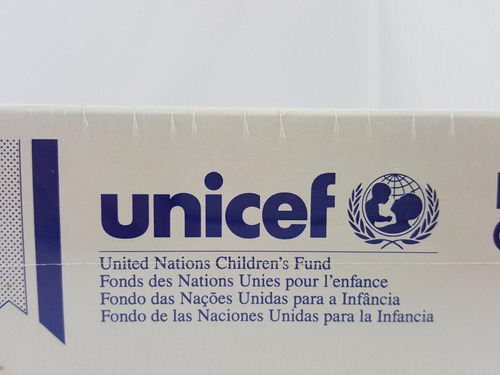 unicef
United Nations Children's Fund
Fonds des Nations Unies pour l'enfance
Fondo das Nações Unidas para a Infância
Fondo de las Naciones Unidas para la Infancia